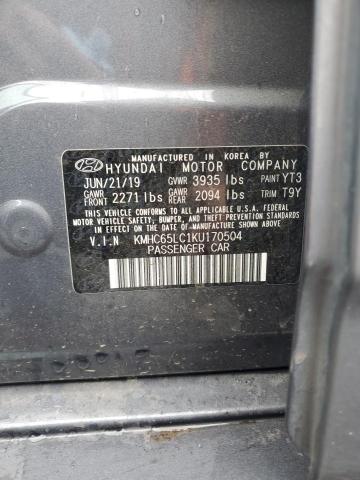 MANUFACTURED IN KOREA BY
HYUNDAI MOTOR COMPANY
JUN/21/19 GVWR 3935 lbs PAINT YT3
GAWR FRONT 2271 lbs GAWR REAR 2094 lbs TRIM T9Y
THIS VEHICLE CONFORMS TO ALL APPLICABLE U.S.A. FEDERAL
MOTOR VEHICLE SAFETY, BUMPER, AND THEFT PREVENTION STANDARDS
IN EFFECT ON THE DATE OF MANUFACTURE SHOWN ABOVE.
V.I.N KMHC65LC1KU170504
PASSENGER CAR